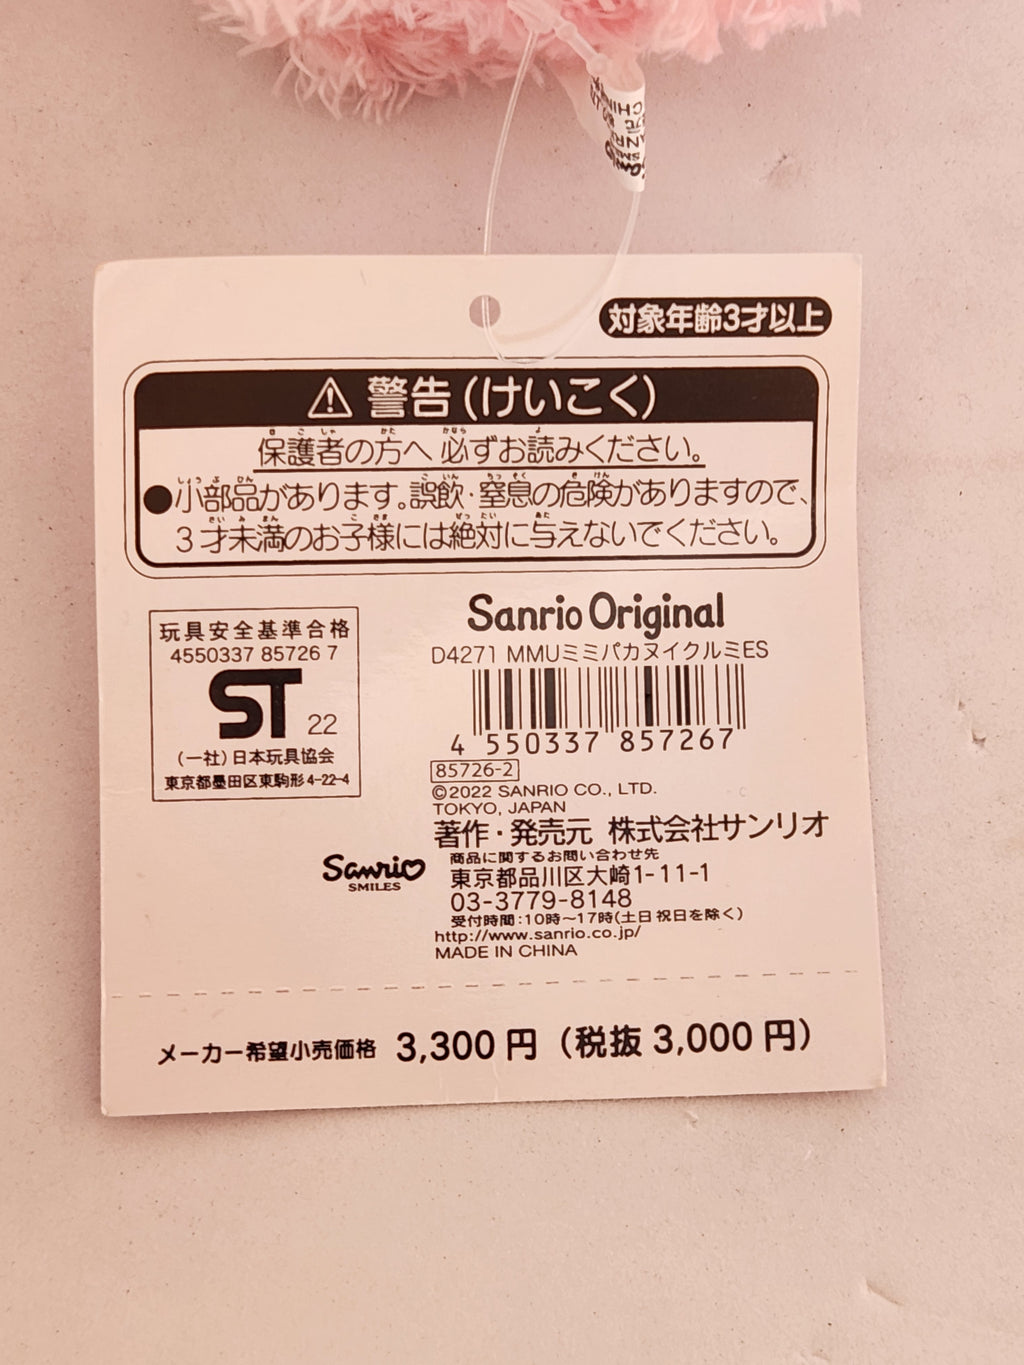 対象年齢3才以上
警告(けいこく)
保護者の方へ 必ずお読みください。
●小部品があります。誤飲・窒息の危険がありますので、
3才未満のお子様には絶対に与えないでください。
玩具安全基準合格
4550337 85726 7
ST 22
(一社)日本玩具協会
東京都墨田区東駒形4-22-4
Sanrio Original
D4271 MMUミミパカヌイクルミES
4 550337 857267
85726-2
©2022 SANRIO CO., LTD.
TOKYO, JAPAN
著作・発売元 株式会社サンリオ
Sanrio
SMILES
商品に関するお問い合わせ先
東京都品川区大崎1-11-1
03-3779-8148
受付時間:10時〜17時(土日祝日を除く)
http://www.sanrio.co.jp/
MADE IN CHINA
メーカー希望小売価格 3,300 円 (税抜 3,000 円)